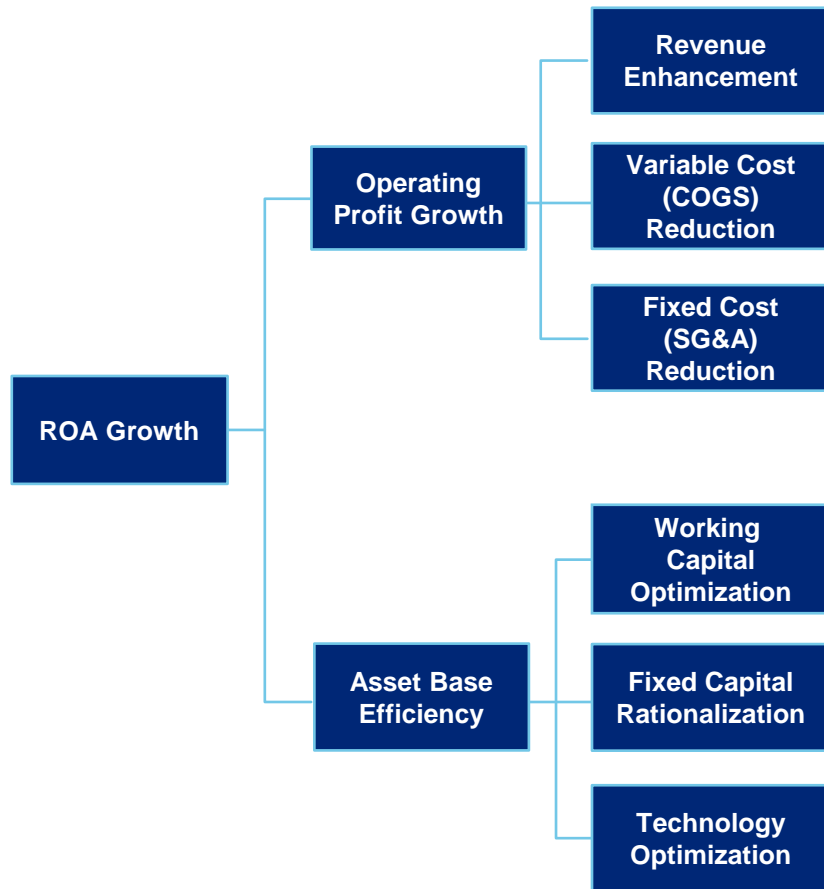 Revenue
Enhancement
Operating
Profit Growth
Variable Cost
(COGS)
Reduction
Fixed Cost
(SG&A)
Reduction
ROA Growth
Working
Capital
Optimization
Asset Base
Efficiency
Fixed Capital
Rationalization
Technology
Optimization